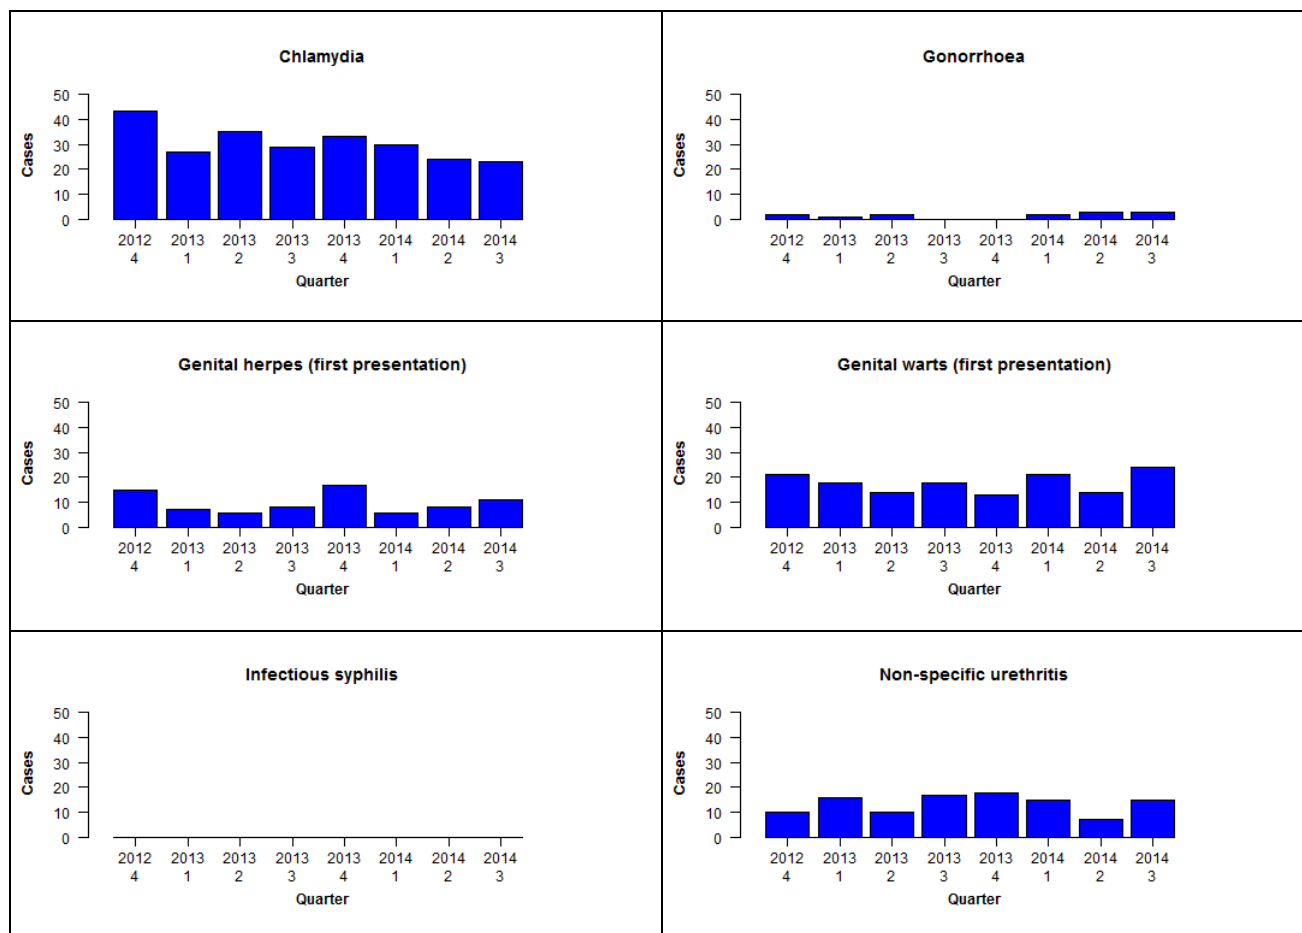 Chlamydia
50
40
30
20
10
0
Cases
2012 2013 2013 2013 2013 2014 2014 2014
4 1 2 3 4 1 2 3
Quarter
Gonorrhoea
50
40
30
20
10
0
Cases
2012 2013 2013 2013 2013 2014 2014 2014
4 1 2 3 4 1 2 3
Quarter
Genital herpes (first presentation)
50
40
30
20
10
0
Cases
2012 2013 2013 2013 2013 2014 2014 2014
4 1 2 3 4 1 2 3
Quarter
Genital warts (first presentation)
50
40
30
20
10
0
Cases
2012 2013 2013 2013 2013 2014 2014 2014
4 1 2 3 4 1 2 3
Quarter
Infectious syphilis
50
40
30
20
10
0
Cases
2012 2013 2013 2013 2013 2014 2014 2014
4 1 2 3 4 1 2 3
Quarter
Non-specific urethritis
50
40
30
20
10
0
Cases
2012 2013 2013 2013 2013 2014 2014 2014
4 1 2 3 4 1 2 3
Quarter